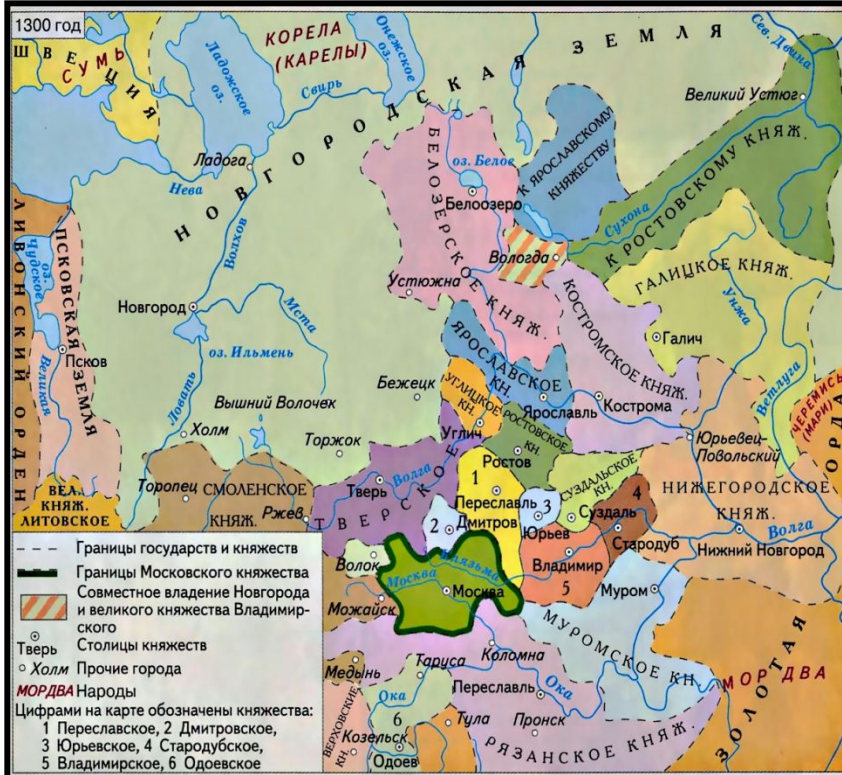 1300 год
ШВЕЦИЯ
СУМЬ
КОРЕЛА
(КАРЕЛЫ)
Ладожское
оз.
Онежское
оз.
Свирь
НОВГОРОДСКАЯ ЗЕМЛЯ
Сев. Двина
Великий Устюг
Ладога
Нева
Волхов
оз. Белое
Белоозеро
БЕЛОЗЕРСКОЕ КНЯЖ.
К ЯРОСЛАВСКОМУ
КНЯЖЕСТВУ
К РОСТОВСКОМУ КНЯЖ.
Сухона
Вологда
ГАЛИЦКОЕ КНЯЖ.
Унжа
Ветлуга
Галич
КОСТРОМСКОЕ КНЯЖ.
Кострома
ЛИВОНСКИЙ ОРДЕН
ПСКОВСКАЯ ЗЕМЛЯ
Чудское
оз.
Псков
Великая
Новгород
Мста
оз. Ильмень
Ловать
Холм
Вышний Волочек
Бежецк
Торжок
Устюжна
ЯРОСЛАВСКОЕ
КН.
Ярославль
УГЛИЦКОЕ
КН.
Углич
РОСТОВСКОЕ
КН.
Ростов
ЧЕРЕМИСЫ
(МАРИ)
Юрьевец-
Повольский
НИЖЕГОРОДСКОЕ
КНЯЖ.
Волга
Нижний Новгород
ВЕЛ.
КНЯЖ.
ЛИТОВСКОЕ
Торопец
СМОЛЕНСКОЕ
КНЯЖ.
Ржев
ТВЕРСКОЕ
Тверь
Волга
1
Переславль
2
Дмитров
3
Юрьев
СУЗДАЛЬСКОЕ
КН.
Суздаль
4
Стародуб
Владимир
5
Волок
Клязьма
Москва
Москва
Можайск
Муром
МУРОМСКОЕ КН.
Коломна
Медынь
Таруса
Ока
Переславль
Ока
МОРДВА
ЗОЛОТАЯ
ОРДА
ВЕРХОВСКИЕ
КН.
6
Козельск
Одоев
Тула
Пронск
РЯЗАНСКОЕ КНЯЖ.
Границы государств и княжеств
Границы Московского княжества
Совместное владение Новгорода
и великого княжества Владимир-
ского
Тверь Столицы княжеств
Холм Прочие города
МОРДВА Народы
Цифрами на карте обозначены княжества:
1 Переславское, 2 Дмитровское,
3 Юрьевское, 4 Стародубское,
5 Владимирское, 6 Одоевское